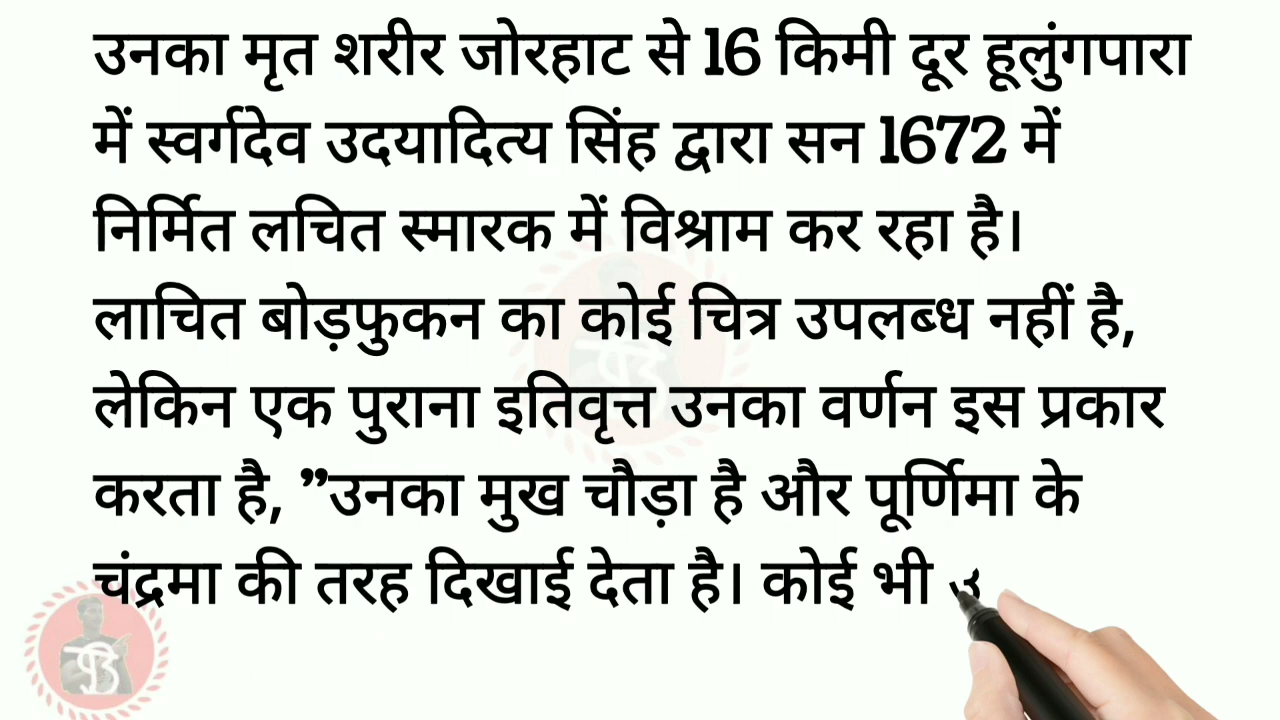 उनका मृत शरीर जोरहाट से 16 किमी दूर हूलुंगपारा
में स्वर्गदेव उदयादित्य सिंह द्वारा सन 1672 में
निर्मित लचित स्मारक में विश्राम कर रहा है।
लाचित बोड़फुकन का कोई चित्र उपलब्ध नहीं है,
लेकिन एक पुराना इतिवृत्त उनका वर्णन इस प्रकार
करता है, ”उनका मुख चौड़ा है और पूर्णिमा के
चंद्रमा की तरह दिखाई देता है। कोई भी